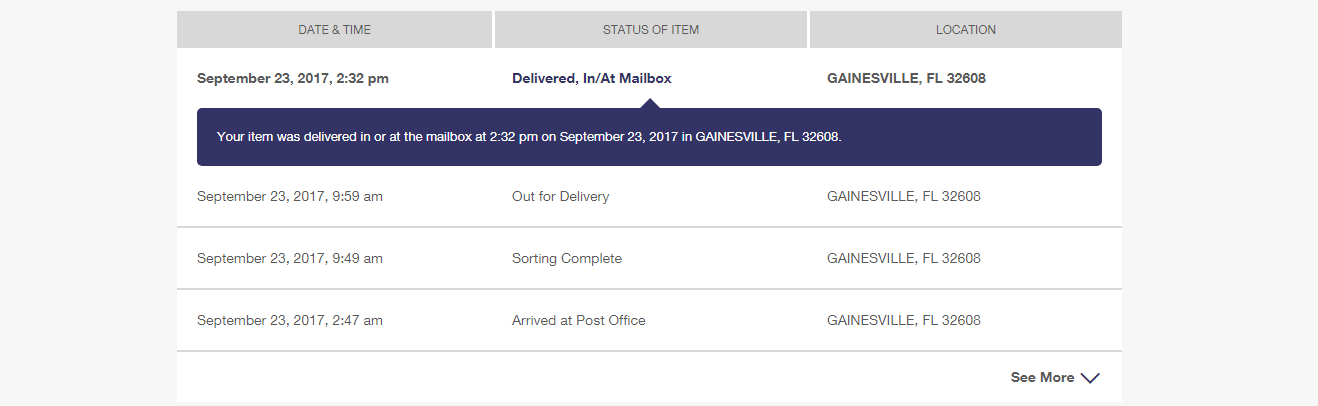 DATE & TIME STATUS OF ITEM LOCATION
September 23, 2017, 2:32 pm Delivered, In/At Mailbox GAINESVILLE, FL 32608
Your item was delivered in or at the mailbox at 2:32 pm on September 23, 2017 in GAINESVILLE, FL 32608.
September 23, 2017, 9:59 am Out for Delivery GAINESVILLE, FL 32608
September 23, 2017, 9:49 am Sorting Complete GAINESVILLE, FL 32608
September 23, 2017, 2:47 am Arrived at Post Office GAINESVILLE, FL 32608
See More